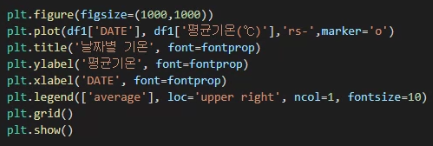 plt.figure(figsize=(1000,1000))
plt.plot(df1['DATE'], df1['평균기온(℃)'],'rs-',marker='o')
plt.title('날짜별 기온', font=fontprop)
plt.ylabel('평균기온', font=fontprop)
plt.xlabel('DATE', font=fontprop)
plt.legend(['average'], loc='upper right', ncol=1, fontsize=10)
plt.grid()
plt.show()